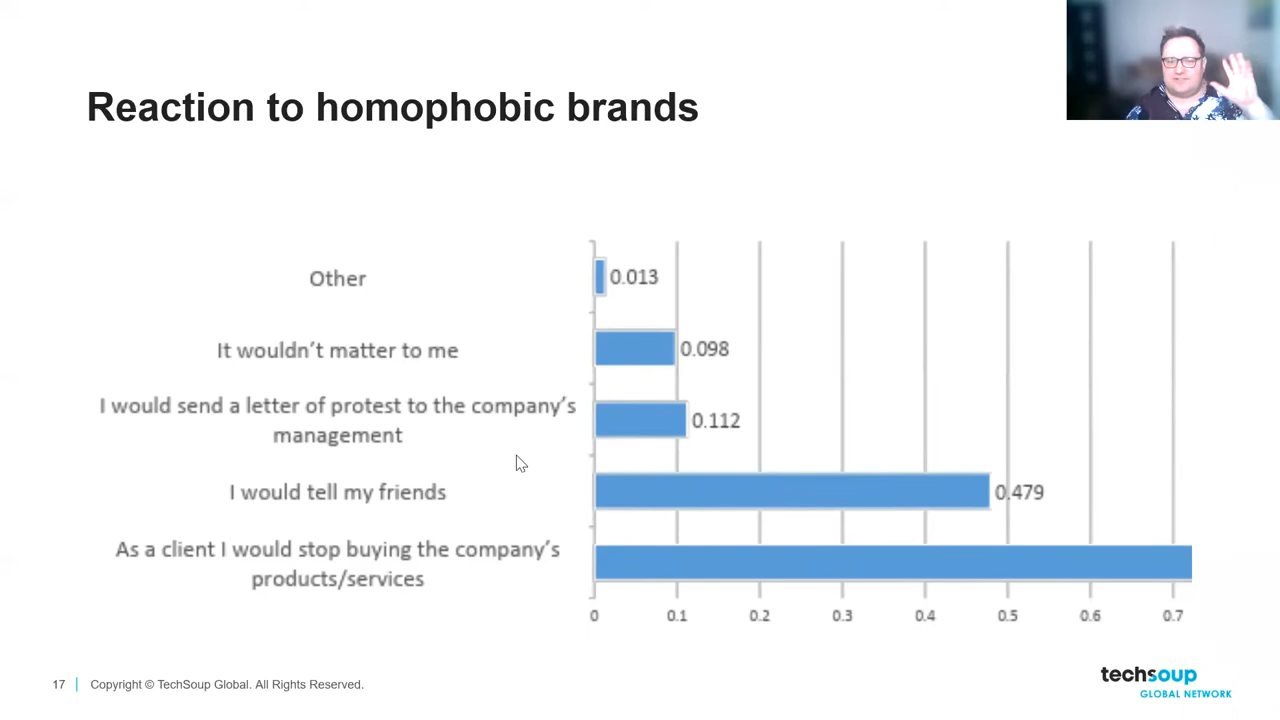 Reaction to homophobic brands
Other
0.013
It wouldn’t matter to me
0.098
I would send a letter of protest to the company’s
management
0.112
I would tell my friends
0.479
As a client I would stop buying the company’s
products/services
0 0.1 0.2 0.3 0.4 0.5 0.6 0.7
17 Copyright © TechSoup Global. All Rights Reserved.
techsoup
GLOBAL NETWORK